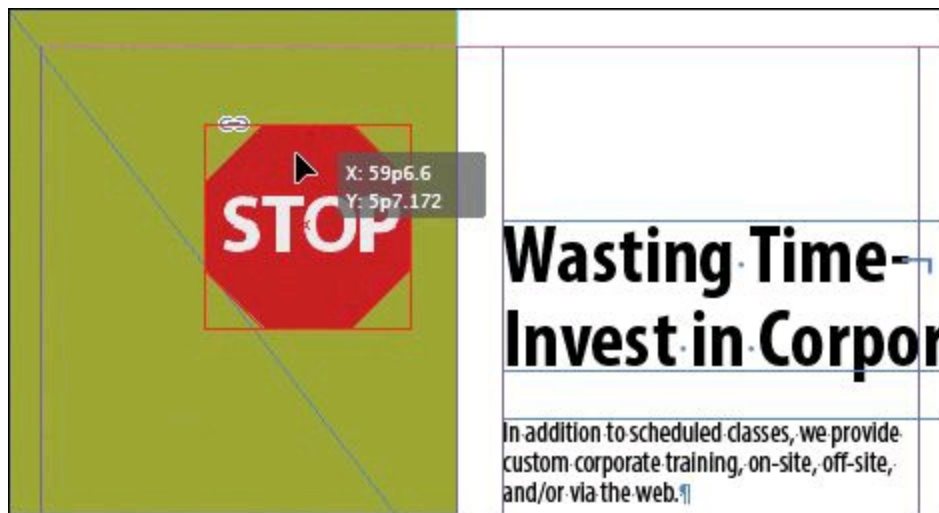 STOP
X: 59p6.6
Y: 5p7.172
Wasting Time-
Invest in Corpor
In addition to scheduled classes, we provide
custom corporate training, on-site, off-site,
and/or via the web.¶